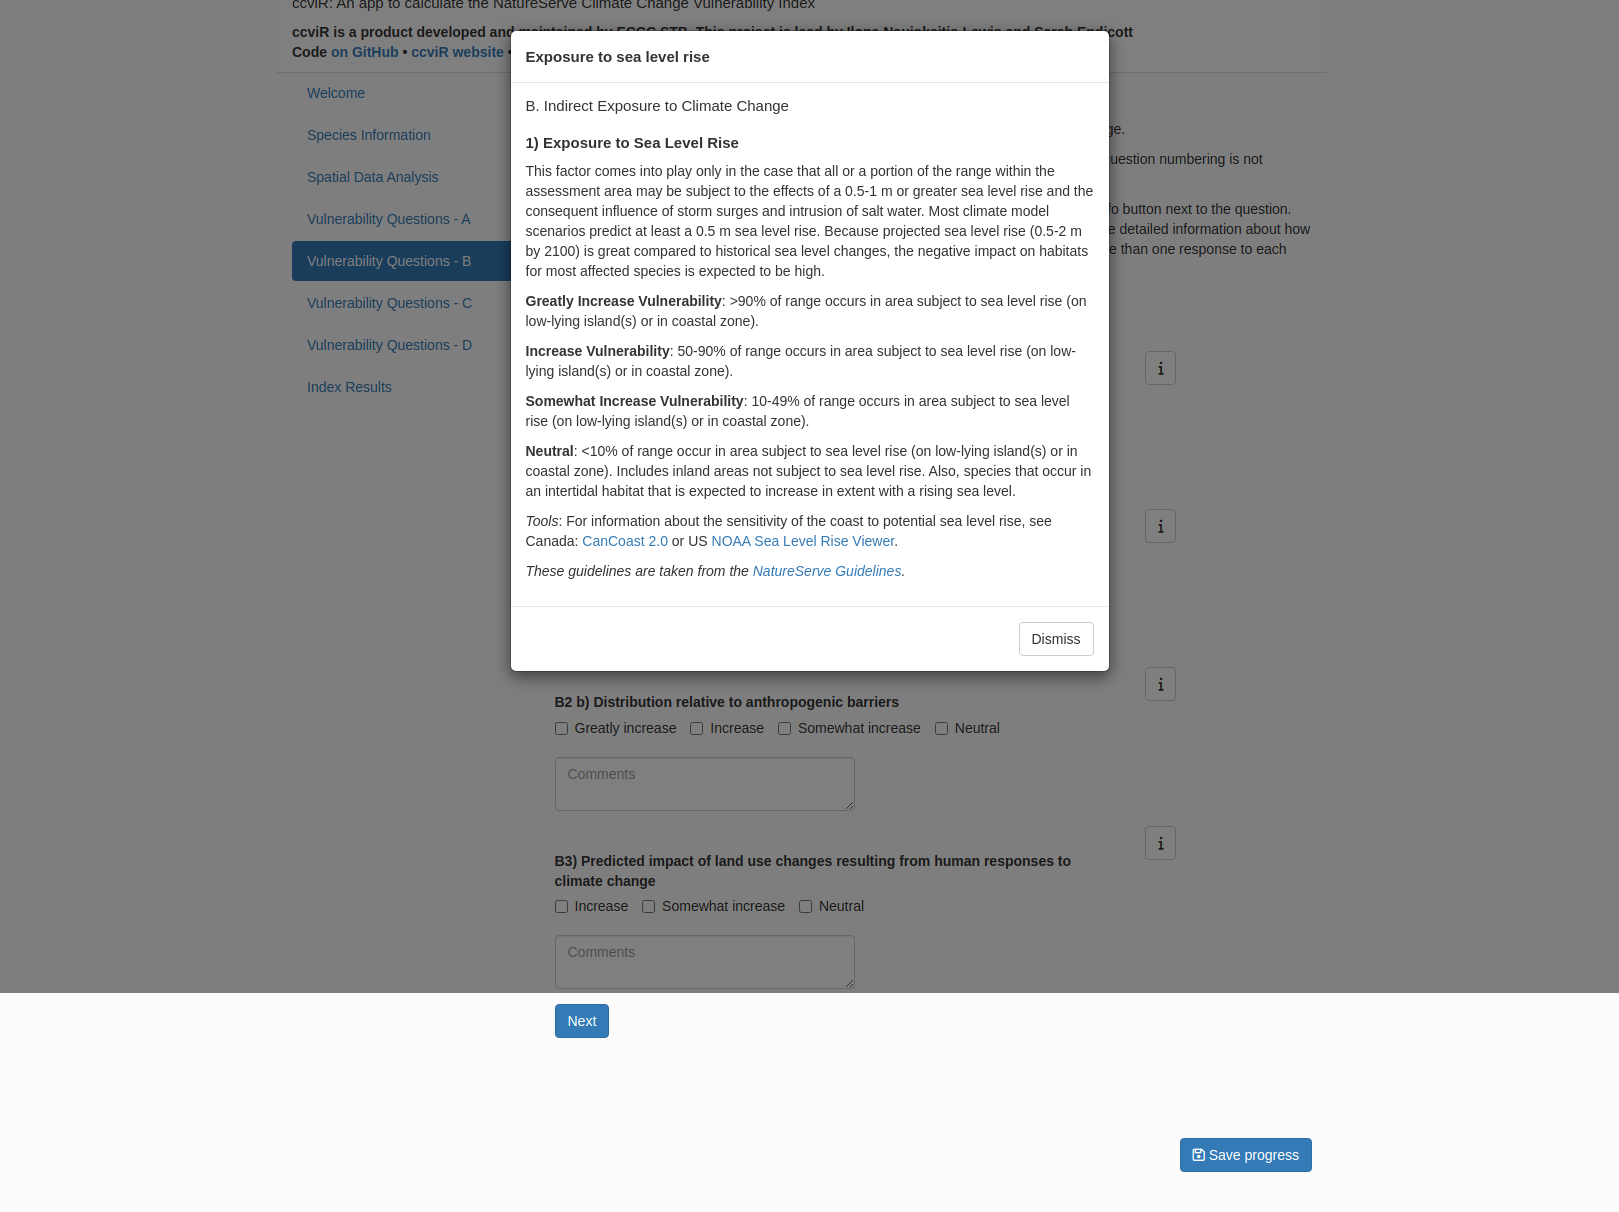 ccviR: An app to calculate the NatureServe Climate Change Vulnerability Index
ccviR is a product developed and maintained by ECCC STB. This project is lead by Ilona Naujokaitis-Lewis and Sarah Endicott
Code on GitHub • ccviR website •
Welcome
Species Information
Spatial Data Analysis
Vulnerability Questions - A
Vulnerability Questions - B
Vulnerability Questions - C
Vulnerability Questions - D
Index Results
Exposure to sea level rise
B. Indirect Exposure to Climate Change
1) Exposure to Sea Level Rise
This factor comes into play only in the case that all or a portion of the range within the
assessment area may be subject to the effects of a 0.5-1 m or greater sea level rise and the
consequent influence of storm surges and intrusion of salt water. Most climate model
scenarios predict at least a 0.5 m sea level rise. Because projected sea level rise (0.5-2 m
by 2100) is great compared to historical sea level changes, the negative impact on habitats
for most affected species is expected to be high.
Greatly Increase Vulnerability: >90% of range occurs in area subject to sea level rise (on
low-lying island(s) or in coastal zone).
Increase Vulnerability: 50-90% of range occurs in area subject to sea level rise (on low-
lying island(s) or in coastal zone).
Somewhat Increase Vulnerability: 10-49% of range occurs in area subject to sea level
rise (on low-lying island(s) or in coastal zone).
Neutral: <10% of range occur in area subject to sea level rise (on low-lying island(s) or in
coastal zone). Includes inland areas not subject to sea level rise. Also, species that occur in
an intertidal habitat that is expected to increase in extent with a rising sea level.
Tools: For information about the sensitivity of the coast to potential sea level rise, see
Canada: CanCoast 2.0 or US NOAA Sea Level Rise Viewer.
These guidelines are taken from the NatureServe Guidelines.
Dismiss
ge.
uestion numbering is not
fo button next to the question.
e detailed information about how
e than one response to each
B2 b) Distribution relative to anthropogenic barriers
Greatly increase Increase Somewhat increase Neutral
Comments
B3) Predicted impact of land use changes resulting from human responses to
climate change
Increase Somewhat increase Neutral
Comments
Next
Save progress